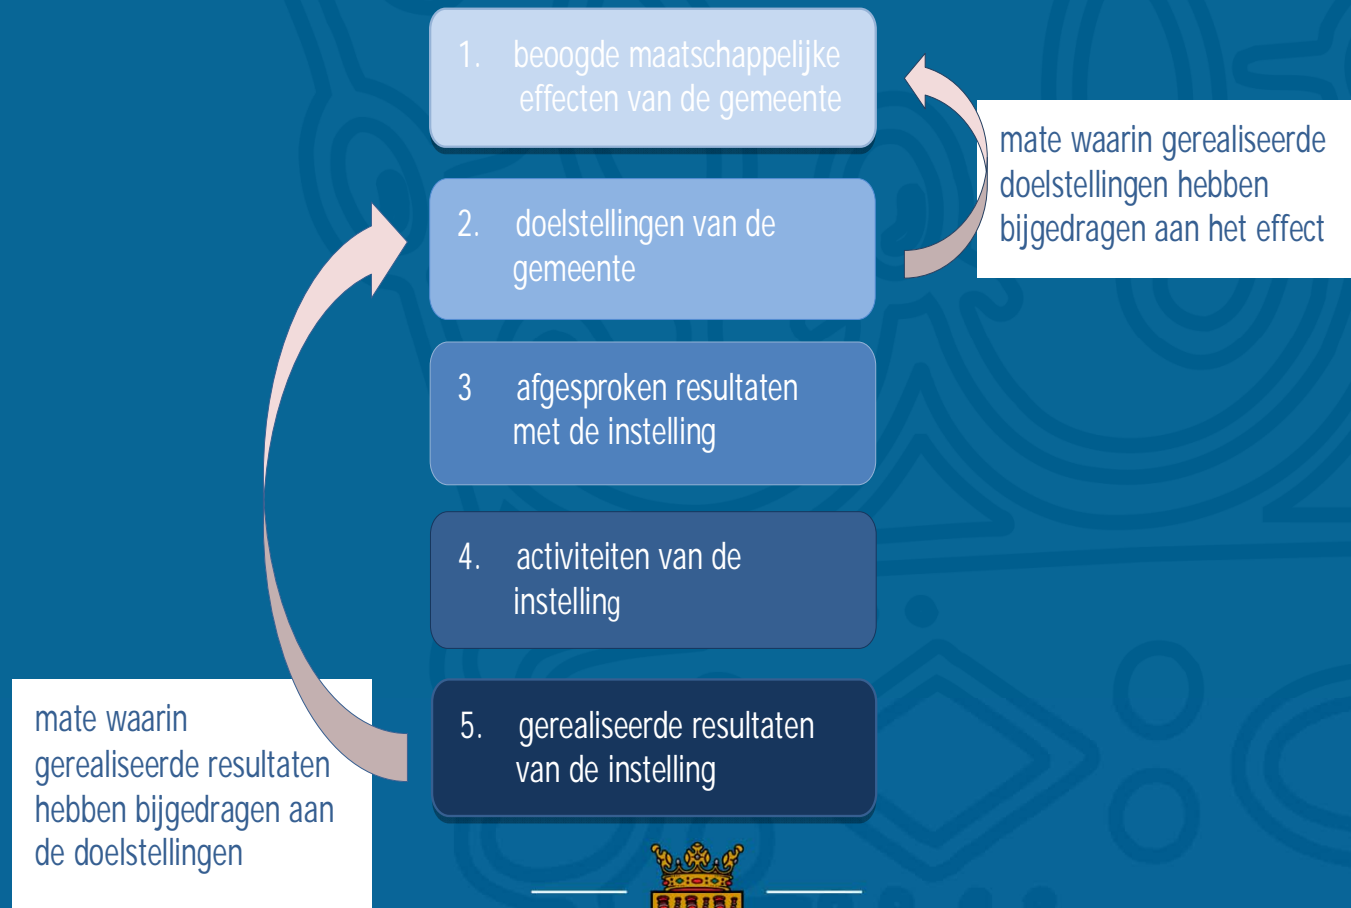 1. beoogde maatschappelijke
effecten van de gemeente
mate waarin gerealiseerde
doelstellingen hebben
bijgedragen aan het effect
2. doelstellingen van de
gemeente
3 afgesproken resultaten
met de instelling
4. activiteiten van de
instelling
5. gerealiseerde resultaten
van de instelling
mate waarin
gerealiseerde resultaten
hebben bijgedragen aan
de doelstellingen